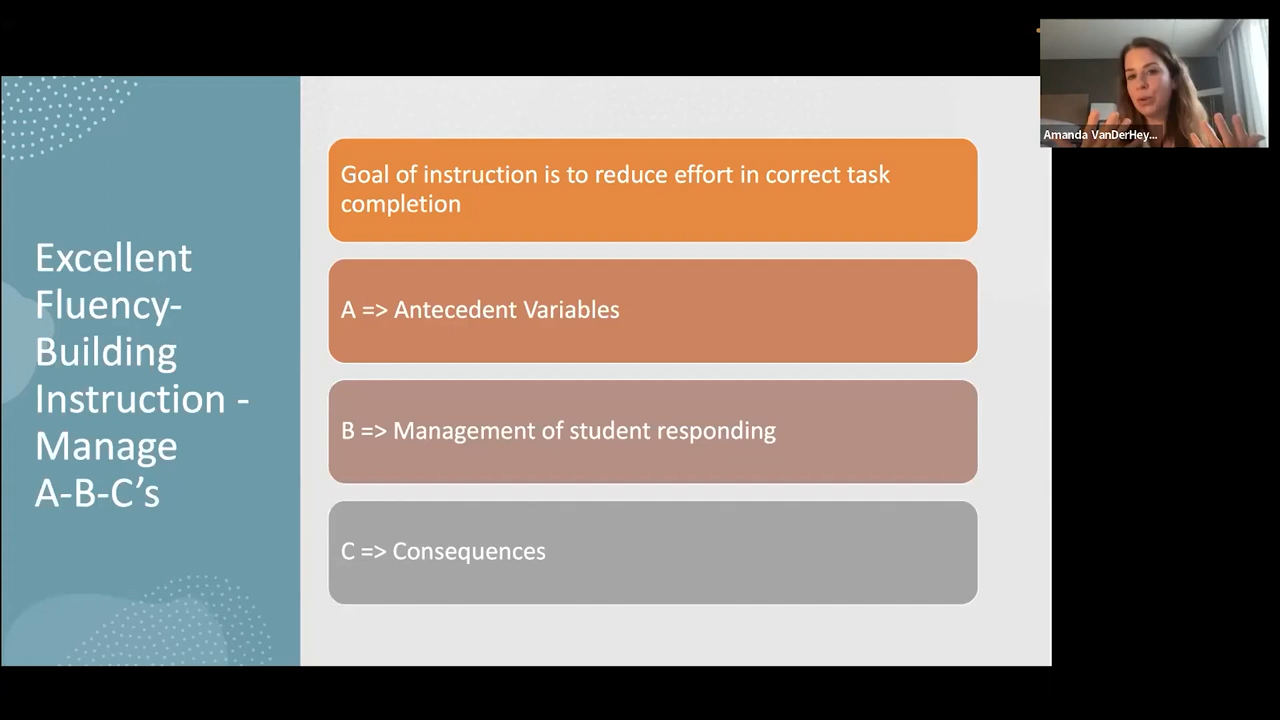 Excellent
Fluency-
Building
Instruction -
Manage
A-B-C’s
Goal of instruction is to reduce effort in correct task
completion
A => Antecedent Variables
B => Management of student responding
C => Consequences
Amanda VanDerHey...